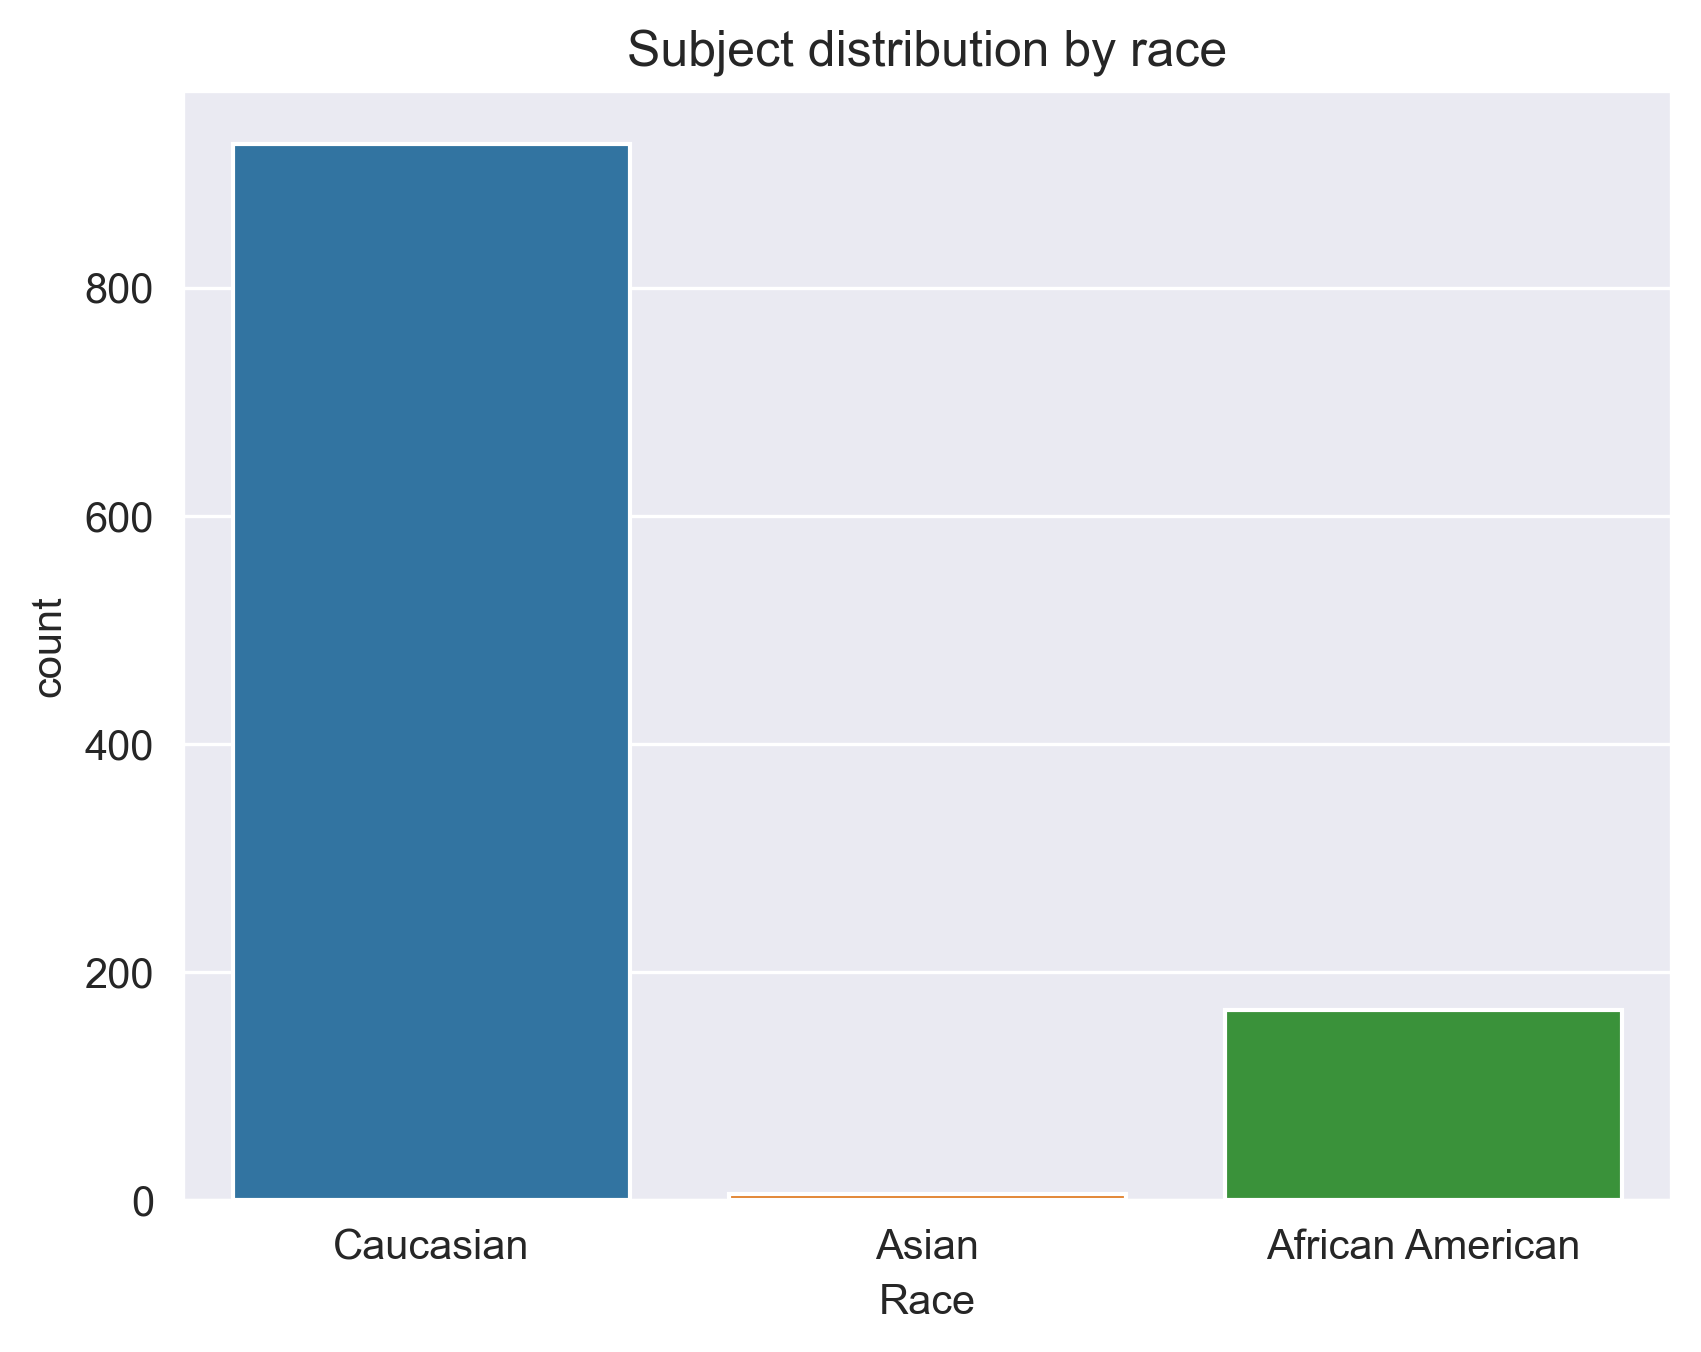 Subject distribution by race
800
600
400
200
0
count
Caucasian
Asian
African American
Race